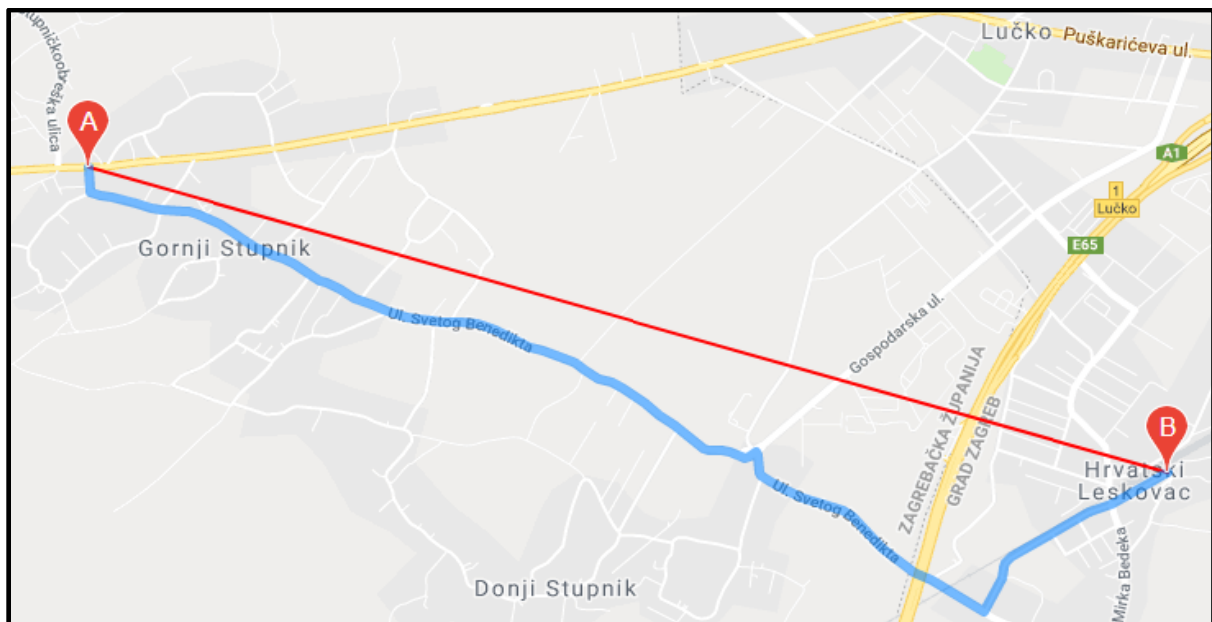 Stupničkoobreška ulica
Lučko
Puškarićeva ul.
A
A1
1
Lučko
E65
Gornji Stupnik
Ul. Svetog Benedikta
Gospodarska ul.
ZAGREBAČKA ŽUPANIJA
GRAD ZAGREB
B
Hrvatski
Leskovac
Ul. Svetog Benedikta
Donji Stupnik
Mirka Bedeka